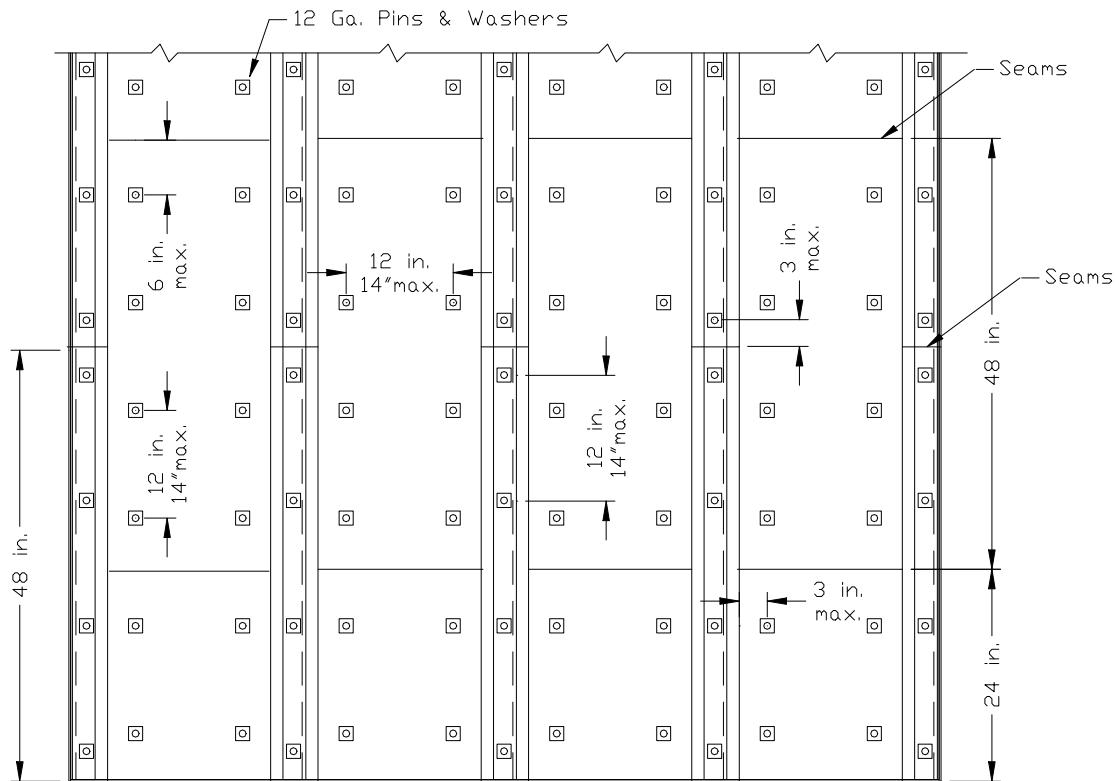 12 Ga. Pins & Washers
Seams
6 in.
max.
12 in.
14"max.
3 in.
max.
Seams
48 in.
12 in.
14"max.
12 in.
14"max.
48 in.
3 in.
max.
24 in.